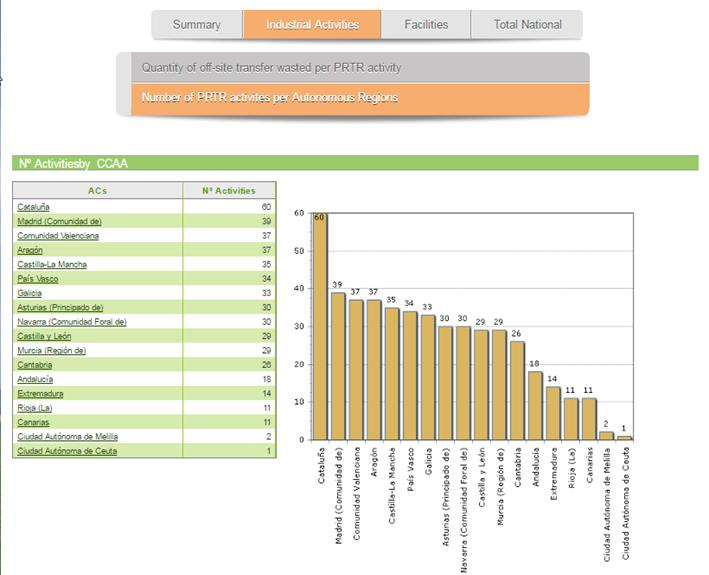 Summary Industrial Activities Facilities Total National
Quantity of off-site transfer wasted per PRTR activity
Number of PRTR activites per Autonomous Regions
Nº Activitiesby CCAA
ACs Nº Activities
Cataluña 60
Madrid (Comunidad de) 39
Comunidad Valenciana 37
Aragón 37
Castilla-La Mancha 35
País Vasco 34
Galicia 33
Asturias (Principado de) 30
Navarra (Comunidad Foral de) 30
Castilla y León 29
Murcia (Región de) 29
Cantabria 26
Andalucía 18
Extremadura 14
Rioja (La) 11
Canarias 11
Ciudad Autónoma de Melilla 2
Ciudad Autónoma de Ceuta 1
60
50
40
30
20
10
0
60 39 37 37 35 34 33 30 30 29 29 26 18 14 11 11 2 1
Cataluña
Madrid (Comunidad de)
Comunidad Valenciana
Aragón
Castilla-La Mancha
País Vasco
Galicia
Asturias (Principado de)
Navarra (Comunidad Foral de)
Castilla y León
Murcia (Región de)
Cantabria
Andalucía
Extremadura
Rioja (La)
Canarias
Ciudad Autónoma de Melilla
Ciudad Autónoma de Ceuta